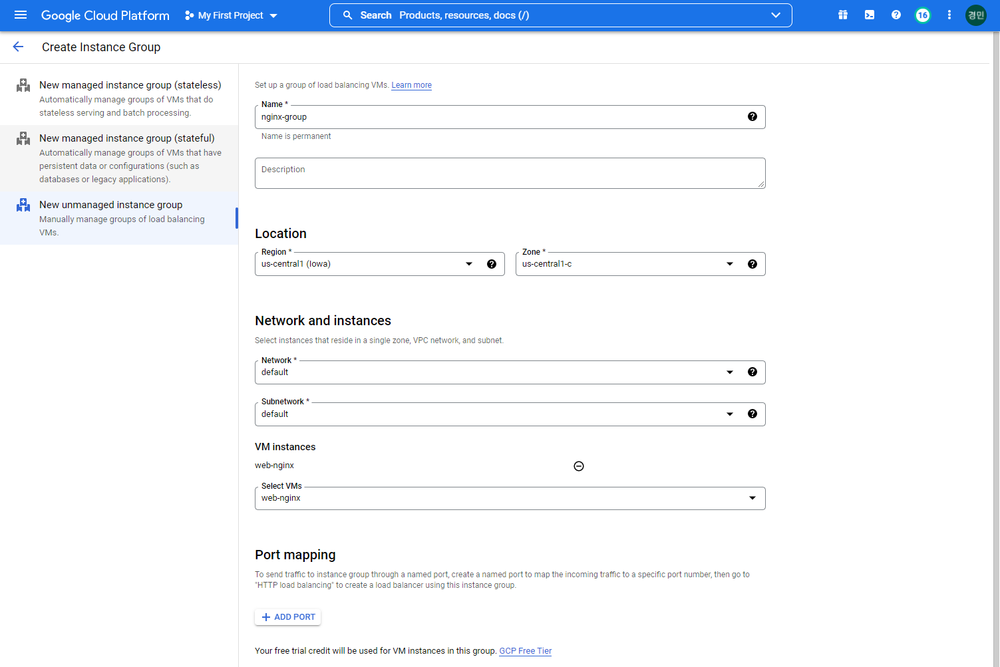 Google Cloud Platform
My First Project
Search Products, resources, docs (/)
16
경민
Create Instance Group
New managed instance group (stateless)
Automatically manage groups of VMs that do
stateless serving and batch processing.
New managed instance group (stateful)
Automatically manage groups of VMs that have
persistent data or configurations (such as
databases or legacy applications).
New unmanaged instance group
Manually manage groups of load balancing
VMs.
Set up a group of load balancing VMs. Learn more
Name *
nginx-group
Name is permanent
Description
Location
Region *
us-central1 (Iowa)
Zone *
us-central1-c
Network and instances
Select instances that reside in a single zone, VPC network, and subnet.
Network *
default
Subnetwork *
default
VM instances
web-nginx
Select VMs
web-nginx
Port mapping
To send traffic to instance group through a named port, create a named port to map the incoming traffic to a specific port number, then go to
"HTTP load balancing" to create a load balancer using this instance group.
ADD PORT
Your free trial credit will be used for VM instances in this group. GCP Free Tier